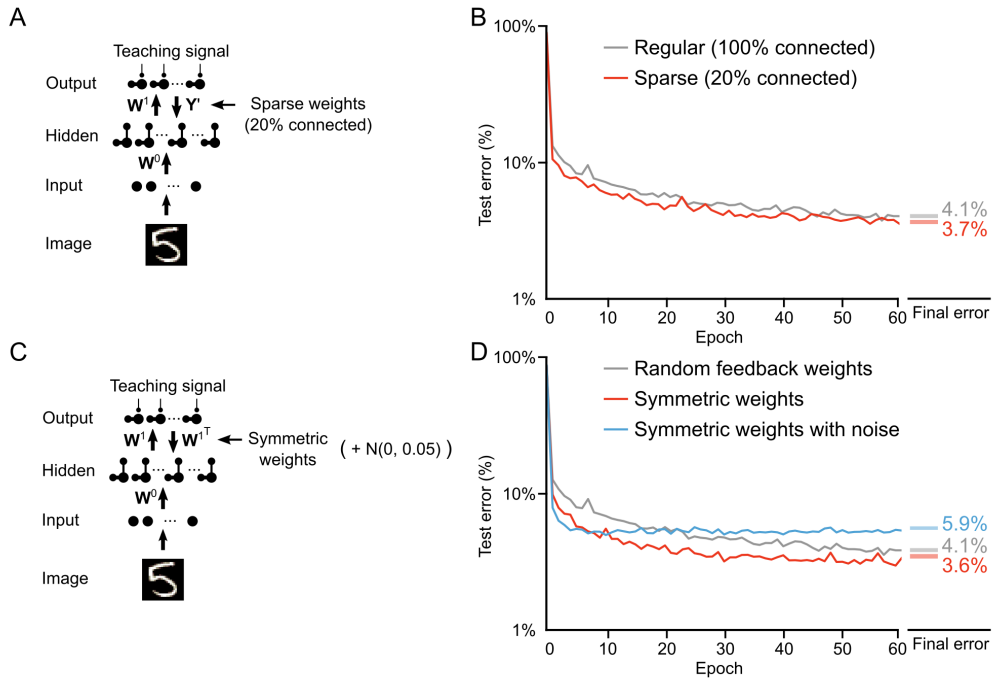 A
Teaching signal
Output
W¹ Y'
Sparse weights
(20% connected)
Hidden
W⁰
Input
Image
5
B
100%
10%
1%
Test error (%)
Regular (100% connected)
Sparse (20% connected)
4.1%
3.7%
0 10 20 30 40 50 60
Epoch
Final error
C
Teaching signal
Output
W¹ W¹ᵀ
Symmetric
weights
( + N(0, 0.05) )
Hidden
W⁰
Input
Image
5
D
100%
10%
1%
Test error (%)
Random feedback weights
Symmetric weights
Symmetric weights with noise
5.9%
4.1%
3.6%
0 10 20 30 40 50 60
Epoch
Final error